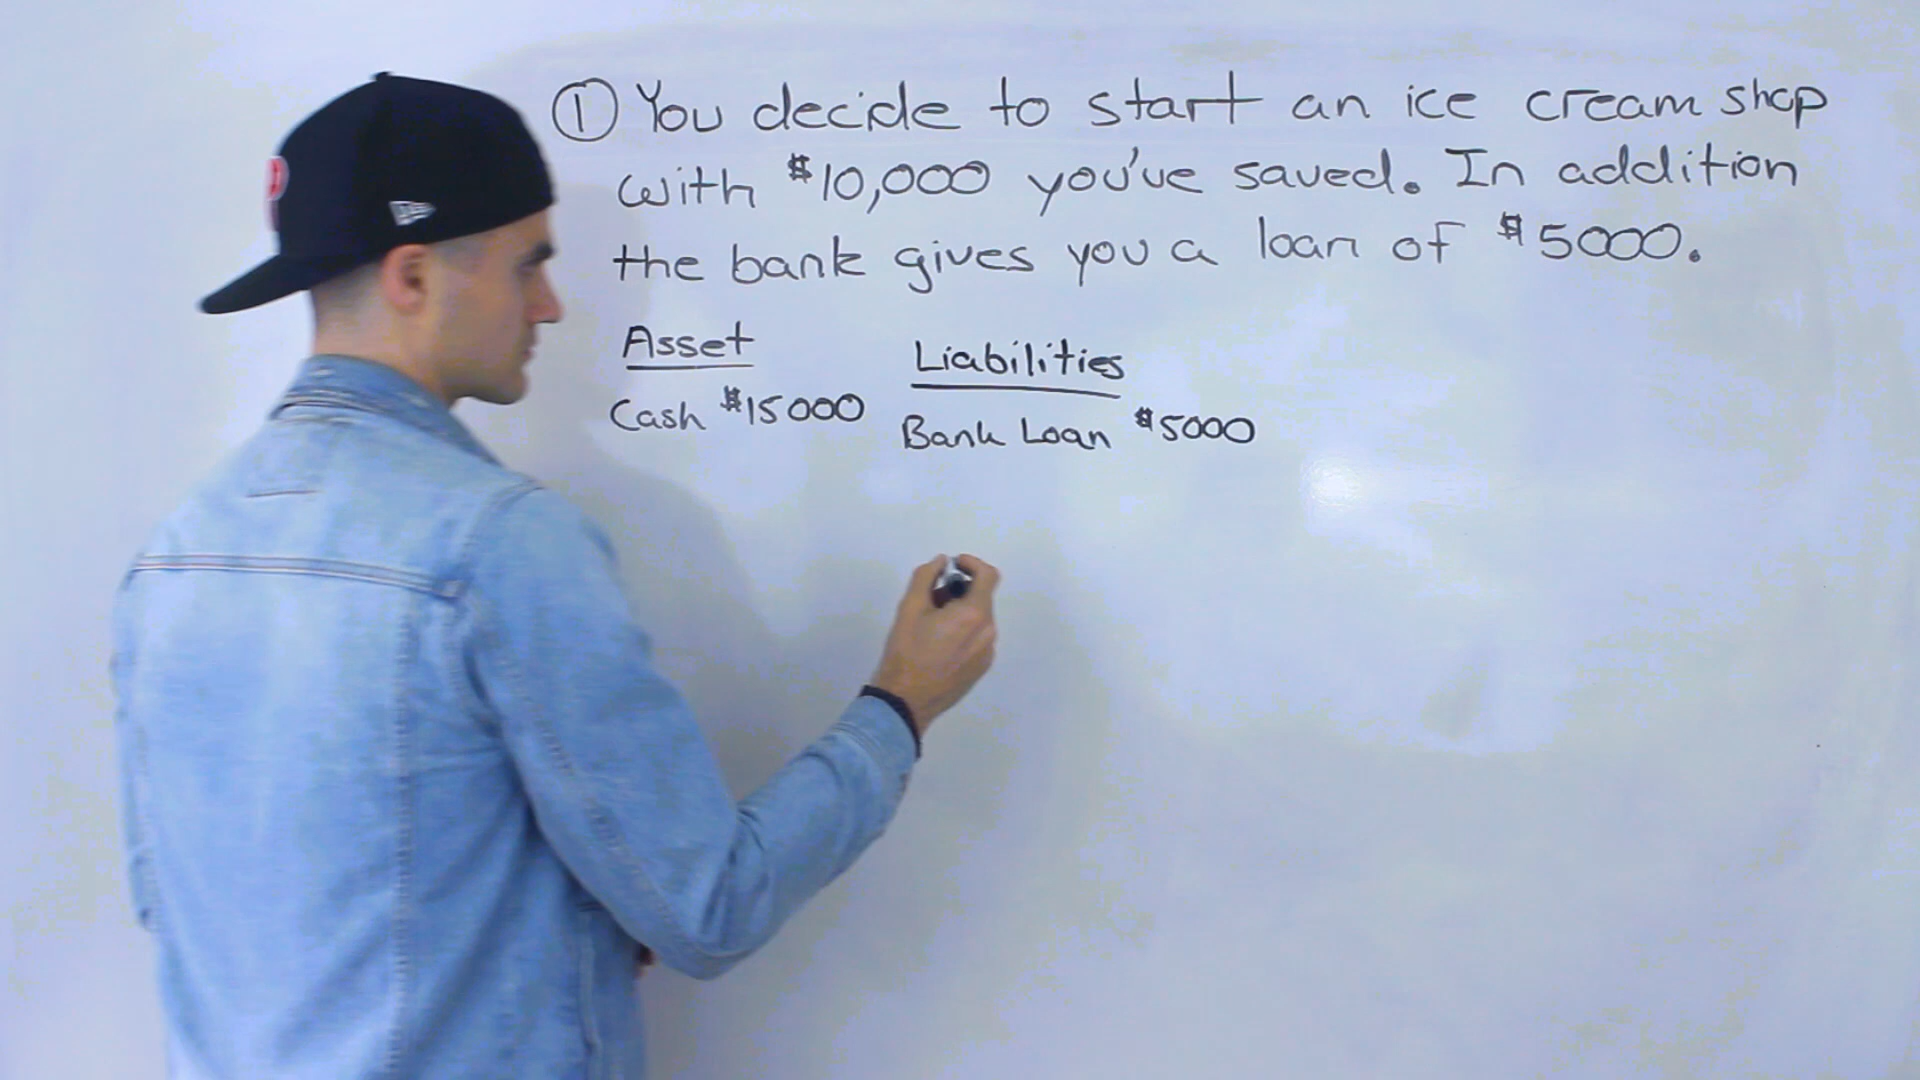 ① You decide to start an ice cream shop
with $10,000 you've saved. In addition
the bank gives you a loan of $5000.
Asset
Liabilities
Cash $15000
Bank Loan $5000
P